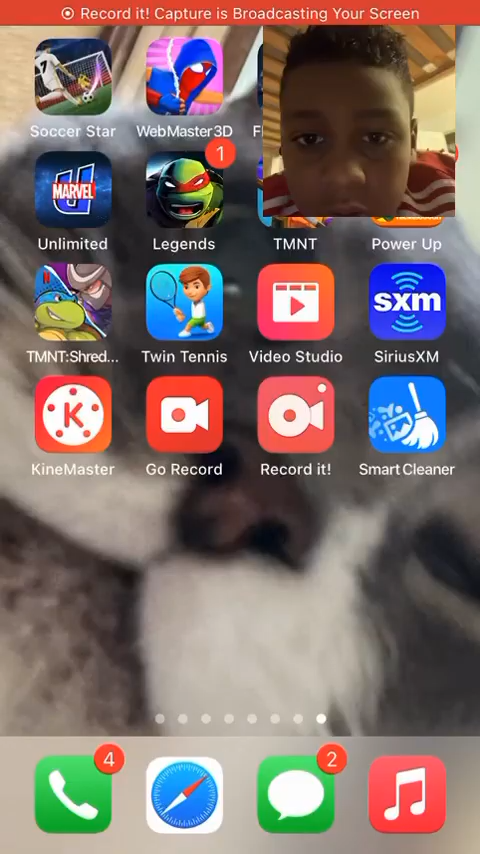 Record it! Capture is Broadcasting Your Screen
7
Soccer Star
WebMaster3D
1
MARVEL
U
Unlimited
Legends
TMNT
Power Up
sxm
TMNT:Shred...
Twin Tennis
Video Studio
SiriusXM
K
KineMaster
Go Record
Record it!
Smart Cleaner
4
2